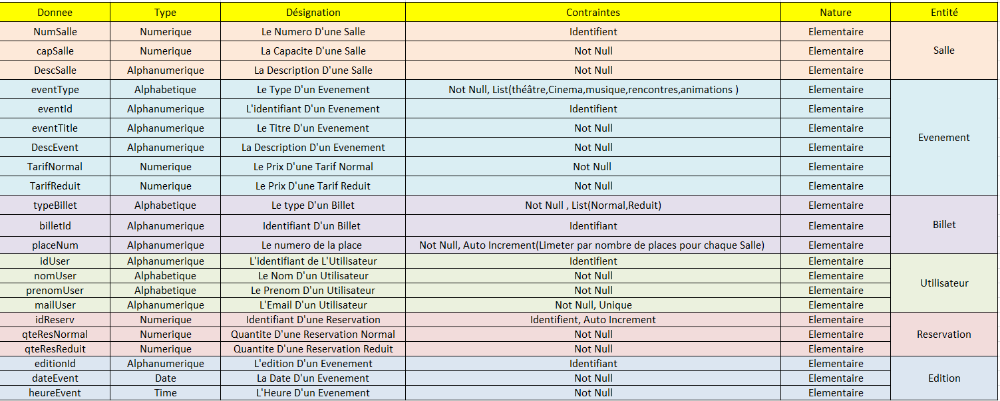 Donnee Type Désignation Contraintes Nature Entité
NumSalle Numerique Le Numero D'une Salle Identifient Elementaire
capSalle Numerique La Capacite D'une Salle Not Null Elementaire Salle
DescSalle Alphanumerique La Description D'une Salle Not Null Elementaire
eventType Alphabetique Le Type D'un Evenement Not Null, List(théâtre,Cinema,musique,rencontres,animations ) Elementaire
eventId Alphanumerique L'identifiant D'un Evenement Identifient Elementaire
eventTitle Alphanumerique Le Titre D'un Evenement Not Null Elementaire
DescEvent Alphanumerique La Description D'un Evenement Not Null Elementaire Evenement
TarifNormal Numerique Le Prix D'une Tarif Normal Not Null Elementaire
TarifReduit Numerique Le Prix D'une Tarif Reduit Not Null Elementaire
typeBillet Alphabetique Le type D'un Billet Not Null , List(Normal,Reduit) Elementaire
billetId Alphanumerique Identifiant D'un Billet Identifiant Elementaire Billet
placeNum Alphanumerique Le numero de la place Not Null, Auto Increment(Limeter par nombre de places pour chaque Salle) Elementaire
idUser Alphanumerique L'identifiant de L'Utilisateur Identifient Elementaire
nomUser Alphabetique Le Nom D'un Utilisateur Not Null Elementaire Utilisateur
prenomUser Alphabetique Le Prenom D'un Utilisateur Not Null Elementaire
mailUser Alphanumerique L'Email D'un Utilisateur Not Null, Unique Elementaire
idReserv Numerique Identifiant D'une Reservation Identifient, Auto Increment Elementaire
qteResNormal Numerique Quantite D'une Reservation Normal Not Null Elementaire Reservation
qteResReduit Numerique Quantite D'une Reservation Reduit Not Null Elementaire
editionId Alphanumerique L'edition D'un Evenement Identifiant Elementaire
dateEvent Date La Date D'un Evenement Not Null Elementaire Edition
heureEvent Time L'Heure D'un Evenement Not Null Elementaire